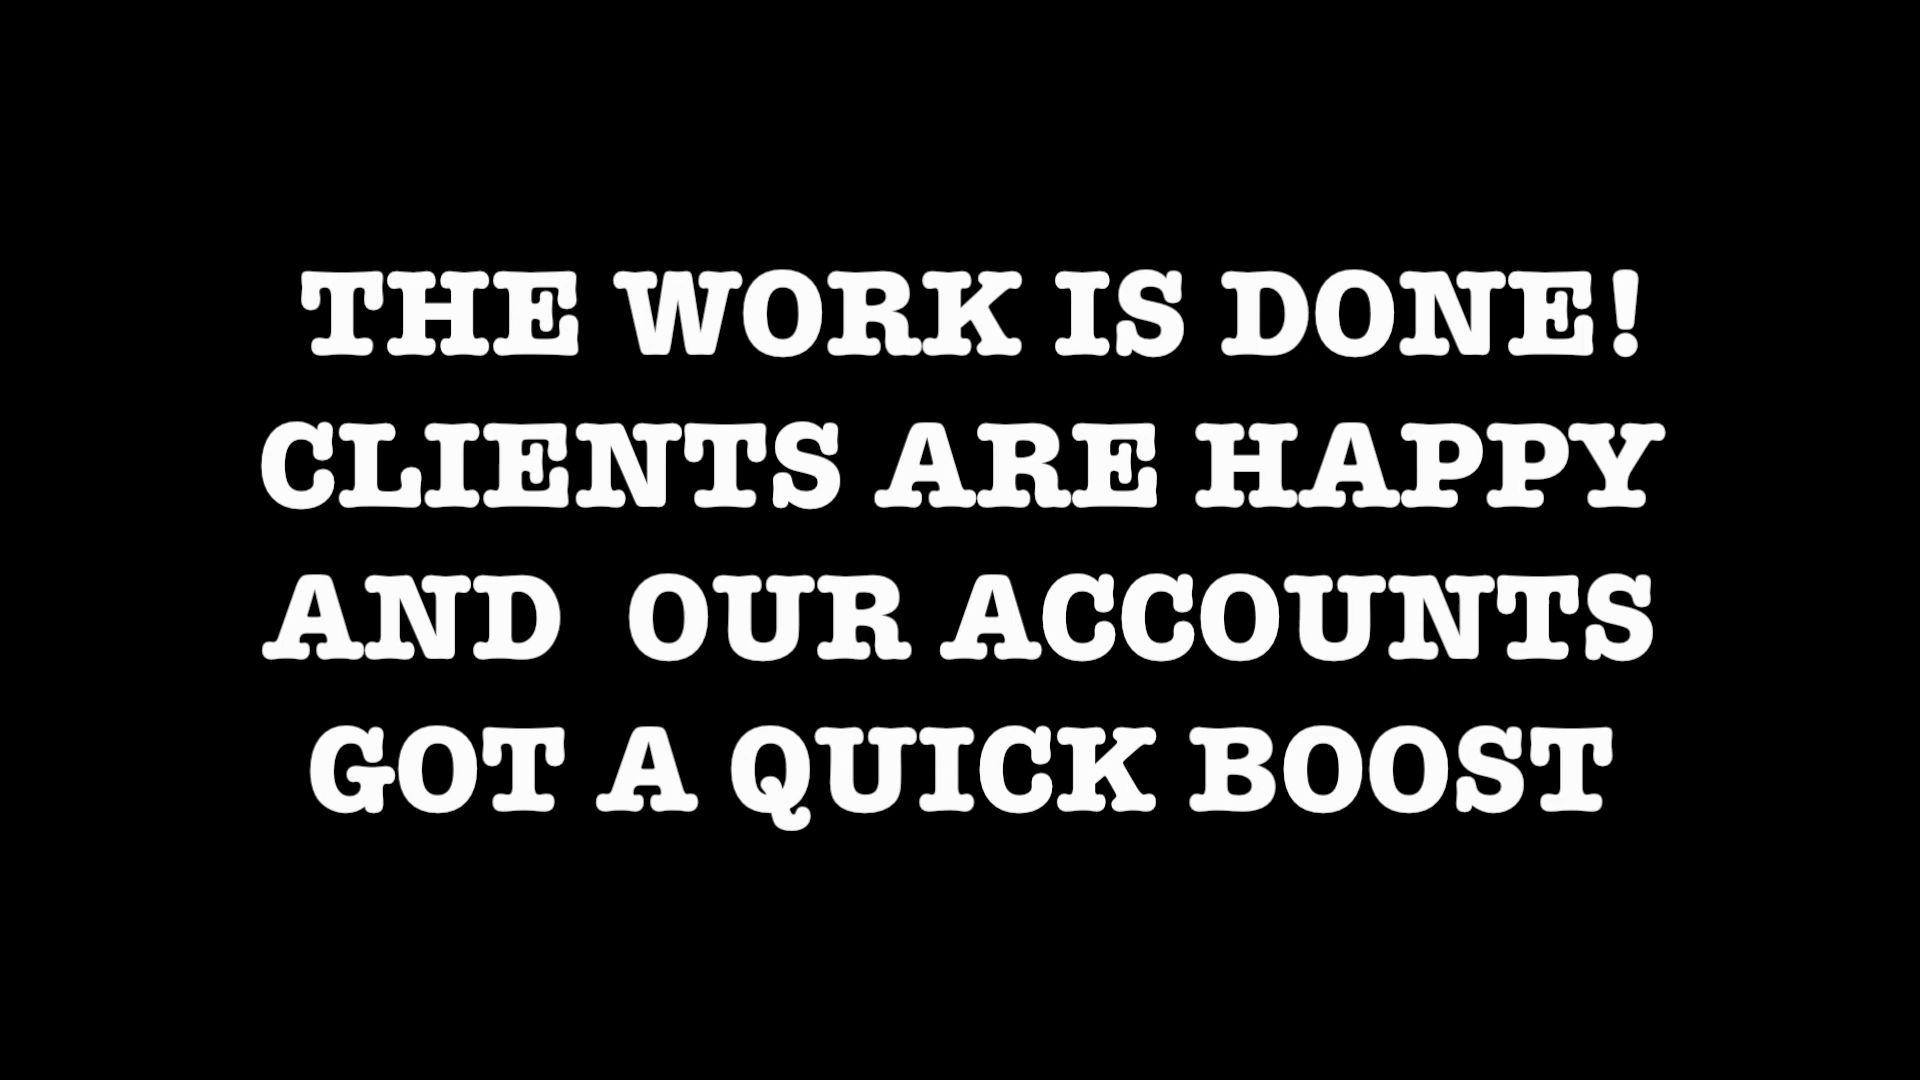 THE WORK IS DONE!
CLIENTS ARE HAPPY
AND  OUR ACCOUNTS
GOT A QUICK BOOST